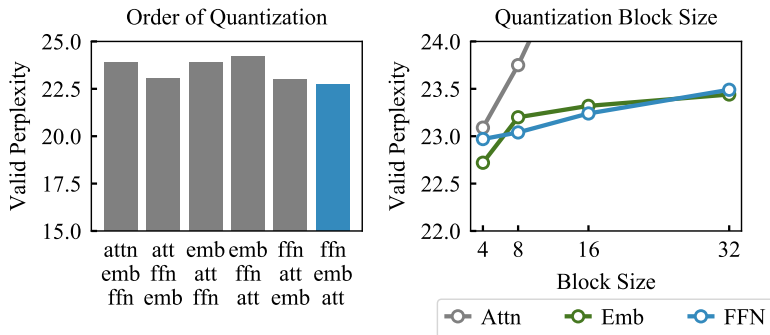 Order of Quantization
Valid Perplexity
25.0
22.5
20.0
17.5
15.0
attn att emb emb ffn ffn
emb ffn att ffn att emb
ffn emb ffn att emb att
Quantization Block Size
Valid Perplexity
24.0
23.5
23.0
22.5
22.0
4 8 16 32
Block Size
Attn Emb FFN